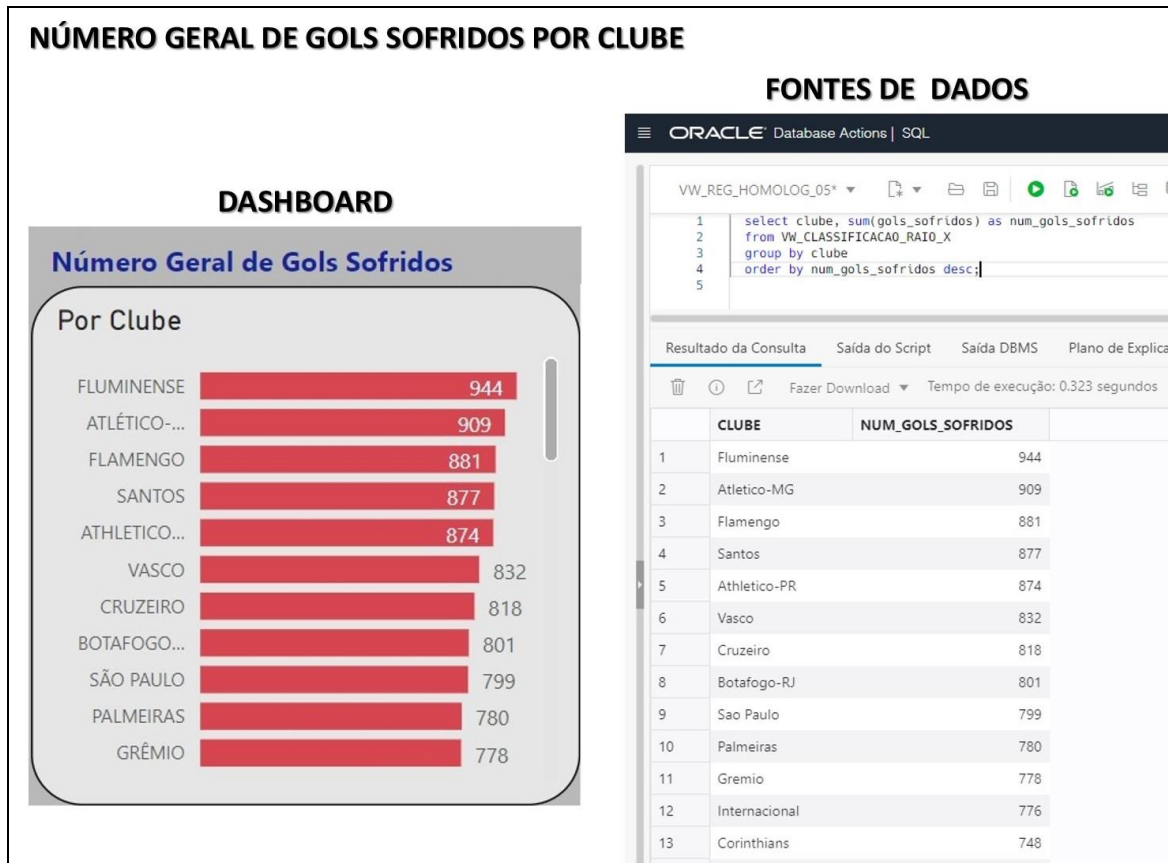 NÚMERO GERAL DE GOLS SOFRIDOS POR CLUBE
DASHBOARD
Número Geral de Gols Sofridos
Por Clube
FLUMINENSE 944
ATLÉTICO-... 909
FLAMENGO 881
SANTOS 877
ATHLETICO... 874
VASCO 832
CRUZEIRO 818
BOTAFOGO... 801
SÃO PAULO 799
PALMEIRAS 780
GRÊMIO 778
FONTES DE DADOS
ORACLE Database Actions | SQL
VW_REG_HOMOLOG_05*
1 select clube, sum(gols_sofridos) as num_gols_sofridos
2 from VW_CLASSIFICACAO_RAIO_X
3 group by clube
4 order by num_gols_sofridos desc;
5
Resultado da Consulta Saída do Script Saída DBMS Plano de Explica
Fazer Download Tempo de execução: 0.323 segundos
CLUBE NUM_GOLS_SOFRIDOS
1 Fluminense 944
2 Atletico-MG 909
3 Flamengo 881
4 Santos 877
5 Athletico-PR 874
6 Vasco 832
7 Cruzeiro 818
8 Botafogo-RJ 801
9 Sao Paulo 799
10 Palmeiras 780
11 Gremio 778
12 Internacional 776
13 Corinthians 748